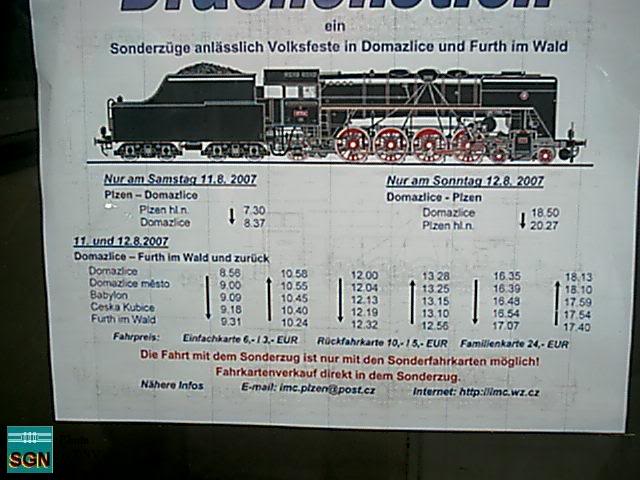 ein
Sonderzüge anlässlich Volksfeste in Domazlice und Furth im Wald
Nur am Samstag 11.8. 2007
Plzen – Domazlice
Plzen hl.n. 7.30
Domazlice 8.37
Nur am Sonntag 12.8. 2007
Domazlice - Plzen
Domazlice 18.50
Plzen hl.n. 20.27
11. und 12.8.2007
Domazlice – Furth im Wald und zurück
Domazlice 8.56 10.58 12.00 13.28 16.35 18.13
Domazlice město 9.00 10.55 12.04 13.25 16.39 18.10
Babylon 9.09 10.45 12.13 13.15 16.48 17.59
Ceska Kubice 9.18 10.40 12.19 13.10 16.54 17.54
Furth im Wald 9.31 10.24 12.32 12.56 17.07 17.40
Fahrpreis: Einfachkarte 6,- / 3,- EUR Rückfahrkarte 10,- / 5,- EUR Familienkarte 24,- EUR
Die Fahrt mit dem Sonderzug ist nur mit den Sonderfahrkarten möglich!
Fahrkartenverkauf direkt in dem Sonderzug.
Nähere Infos E-mail: imc.plzen@post.cz Internet: http://imc.wz.cz
SGN